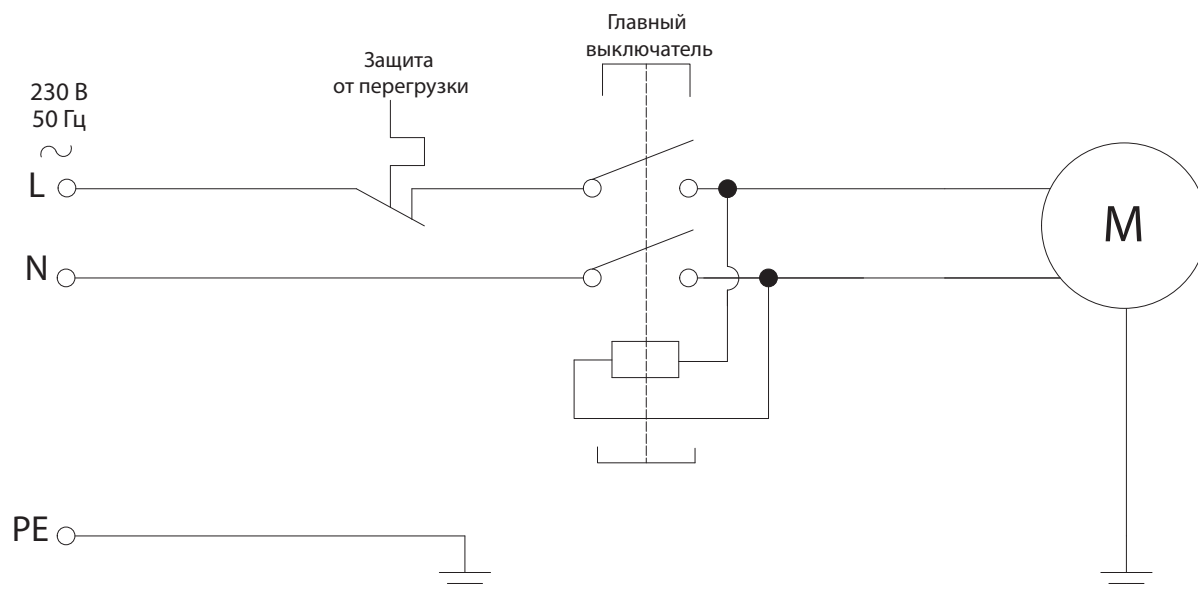 Главный
выключатель
Защита
от перегрузки
230 В
50 Гц
L
N
M
PE